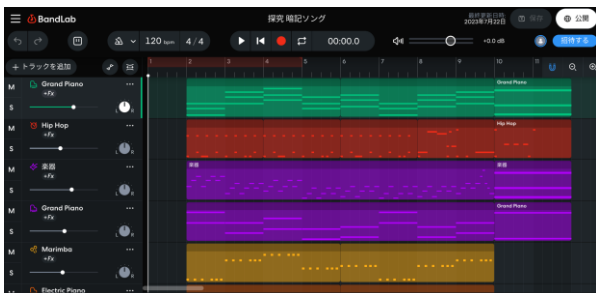 BandLab
探究 暗記ソング
最終更新日時
2023年7月22日
保存
公開
120 bpm
4 / 4
00:00.0
+0.0 dB
招待する
+ トラックを追加
1 2 3 4 5 6 7 8 9 10 11
M
Grand Piano
+Fx
S
L R
Grand Piano
M
Hip Hop
+Fx
S
L R
Hip Hop
M
楽器
+Fx
S
L R
楽器
楽器
M
Grand Piano
+Fx
S
L R
Grand Piano
M
Marimba
+Fx
S
L R
M
Electric Piano